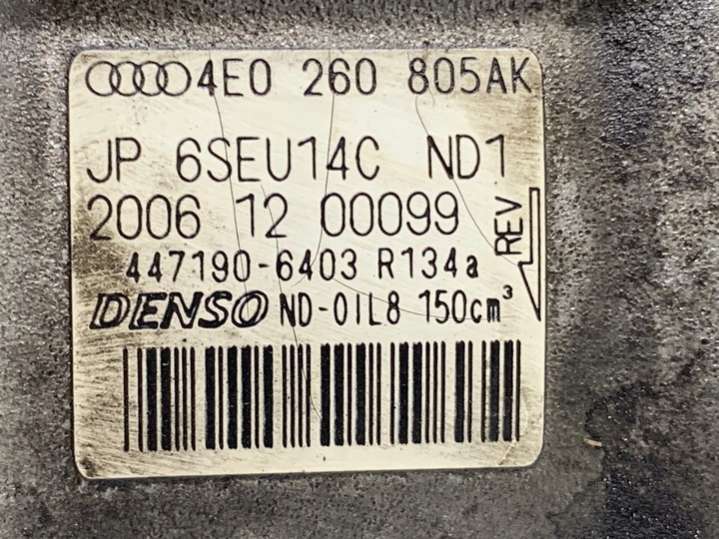 4E0 260 805AK
JP 6SEU14C ND1
2006 12 00099
REV
447190-6403 R134a
DENSO ND-OIL8 150cm³